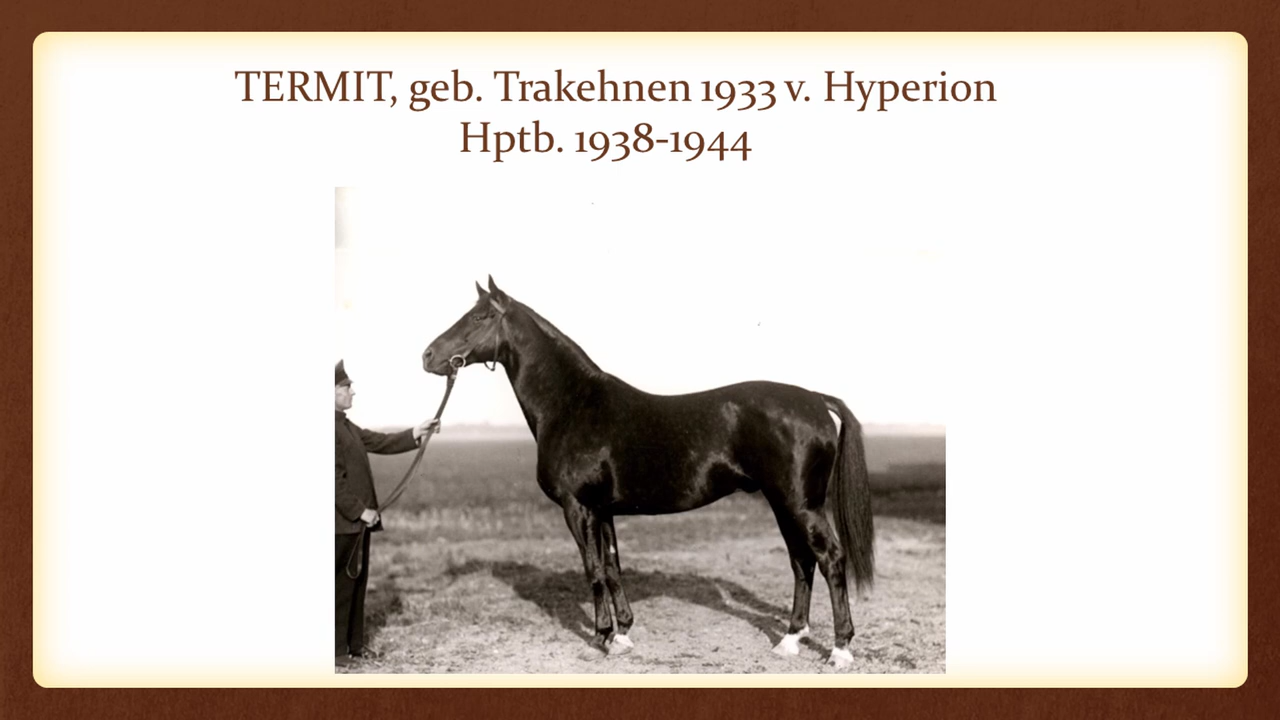 TERMIT, geb. Trakehnen 1933 v. Hyperion
Hptb. 1938-1944